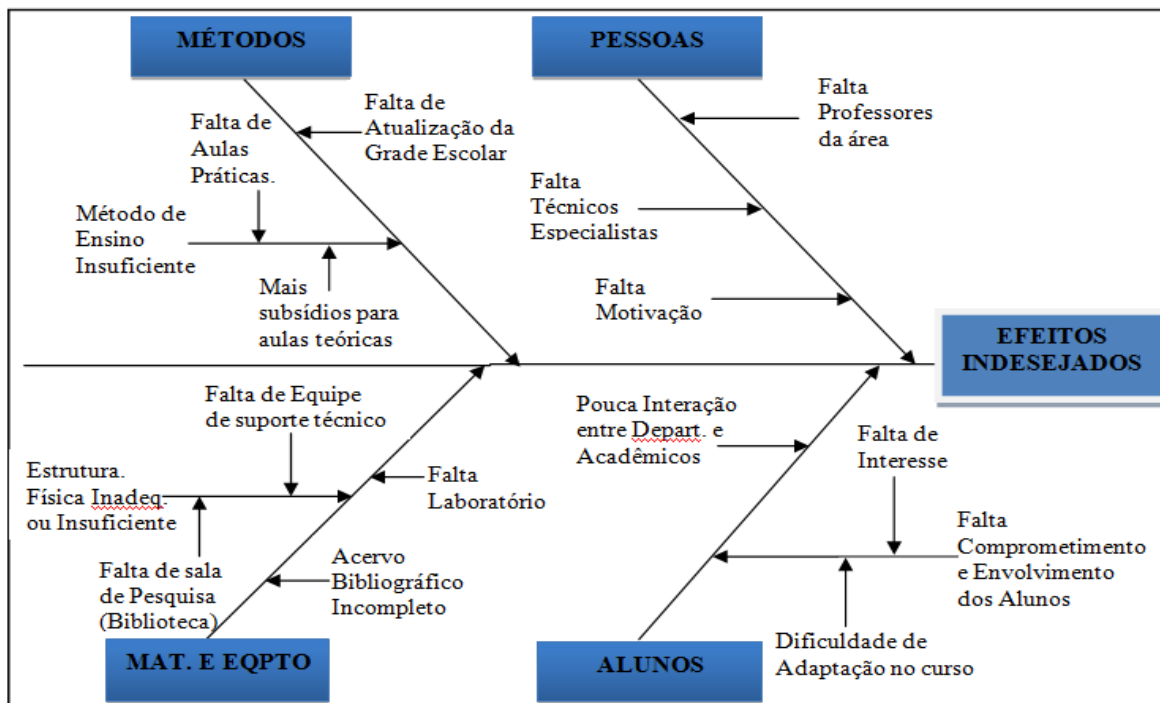 MÉTODOS
PESSOAS
Falta de
Atualização da
Grade Escolar
Falta de
Aulas
Práticas.
Método de
Ensino
Insuficiente
Mais
subsídios para
aulas teóricas
Falta
Professores
da área
Falta
Técnicos
Especialistas
Falta
Motivação
EFEITOS
INDESEJADOS
Falta de Equipe
de suporte técnico
Estrutura.
Física Inadeq.
ou Insuficiente
Falta
Laboratório
Falta de sala
de Pesquisa
(Biblioteca)
Acervo
Bibliográfico
Incompleto
Pouca Interação
entre Depart. e
Acadêmicos
Falta de
Interesse
Falta
Comprometimento
e Envolvimento
dos Alunos
Dificuldade de
Adaptação no curso
MAT. E EQPTO
ALUNOS